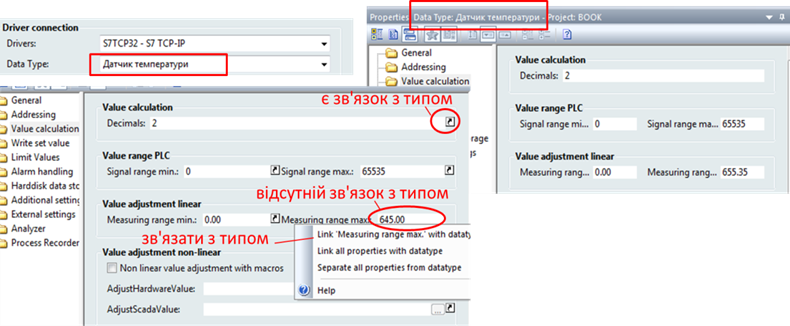 Driver connection
Drivers: S7TCP32 - S7 TCP-IP
Data Type: Датчик температури
General
Addressing
Value calculation
Write set value
Limit Values
Alarm handling
Harddisk data stc
Additional setting
External settings
Analyzer
Process Recorder
Value calculation
Decimals: 2
є зв'язок з типом
Value range PLC
Signal range min.: 0 Signal range max.: 65535
відсутній зв'язок з типом
Value adjustment linear
Measuring range min.: 0.00 Measuring range max.: 645.00
зв'язати з типом
Link 'Measuring range max.' with dataty
Link all properties with datatype
Separate all properties from datatype
Help
Value adjustment non-linear
Non linear value adjustment with macros
AdjustHardwareValue:
AdjustScadaValue: ...
Properties: Data Type: Датчик температури - Project: BOOK
General
Addressing
Value calculation
rage
gs
Value calculation
Decimals: 2
Value range PLC
Signal range mi... 0 Signal range ma... 65535
Value adjustment linear
Measuring rang... 0.00 Measuring rang... 655.35